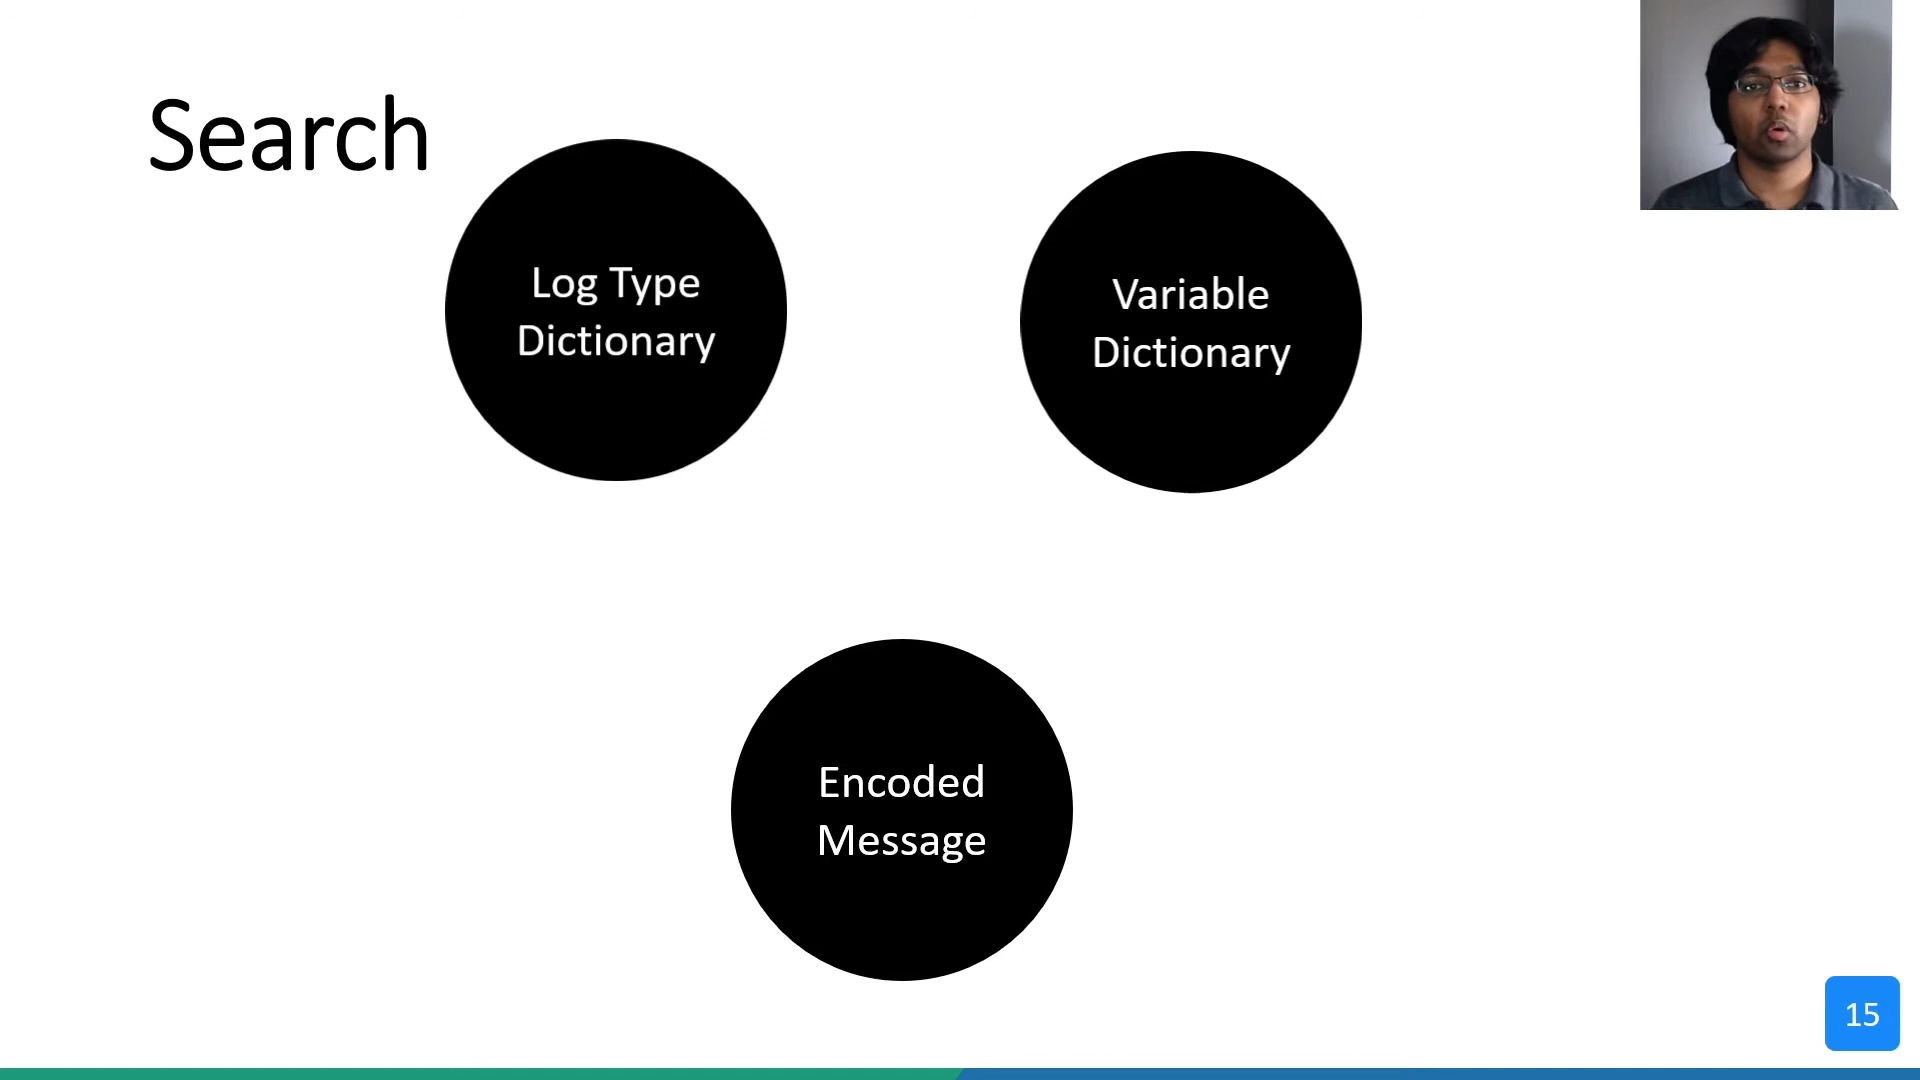 Search
Log Type
Dictionary
Variable
Dictionary
Encoded
Message
15